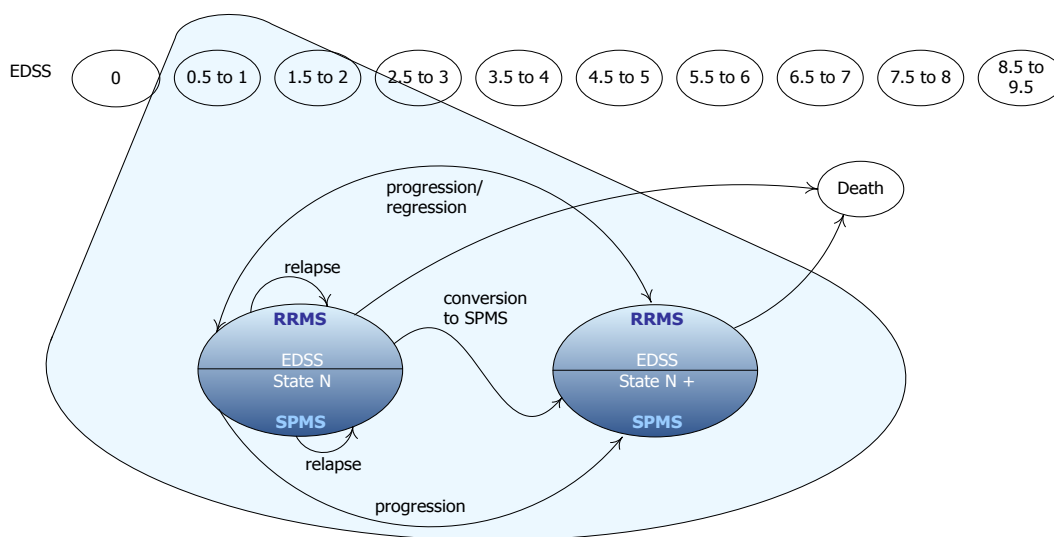 EDSS
0
0.5 to 1
1.5 to 2
2.5 to 3
3.5 to 4
4.5 to 5
5.5 to 6
6.5 to 7
7.5 to 8
8.5 to
9.5
progression/
regression
Death
relapse
conversion
to SPMS
RRMS
EDSS
State N
SPMS
RRMS
EDSS
State N +
SPMS
relapse
progression